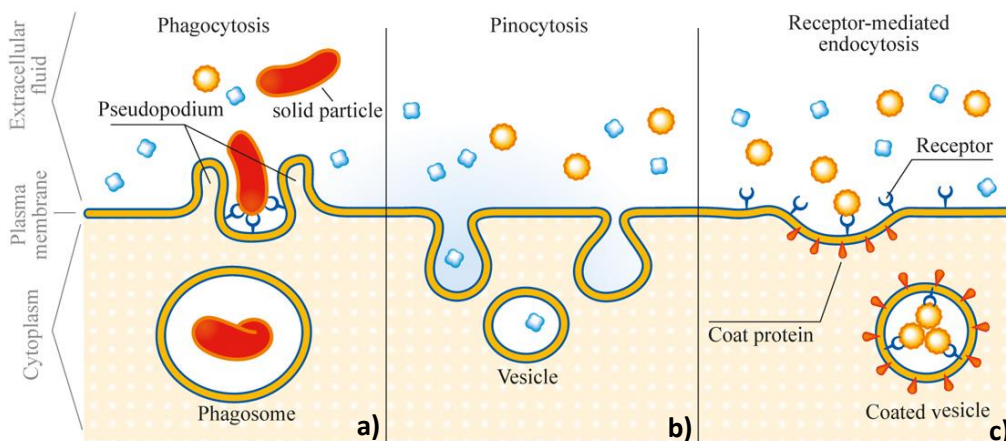 Phagocytosis
Pinocytosis
Receptor-mediated
endocytosis
Extracellular
fluid
Plasma
membrane
Cytoplasm
Pseudopodium
solid particle
Receptor
Coat protein
Phagosome
Vesicle
Coated vesicle
a)
b)
c)